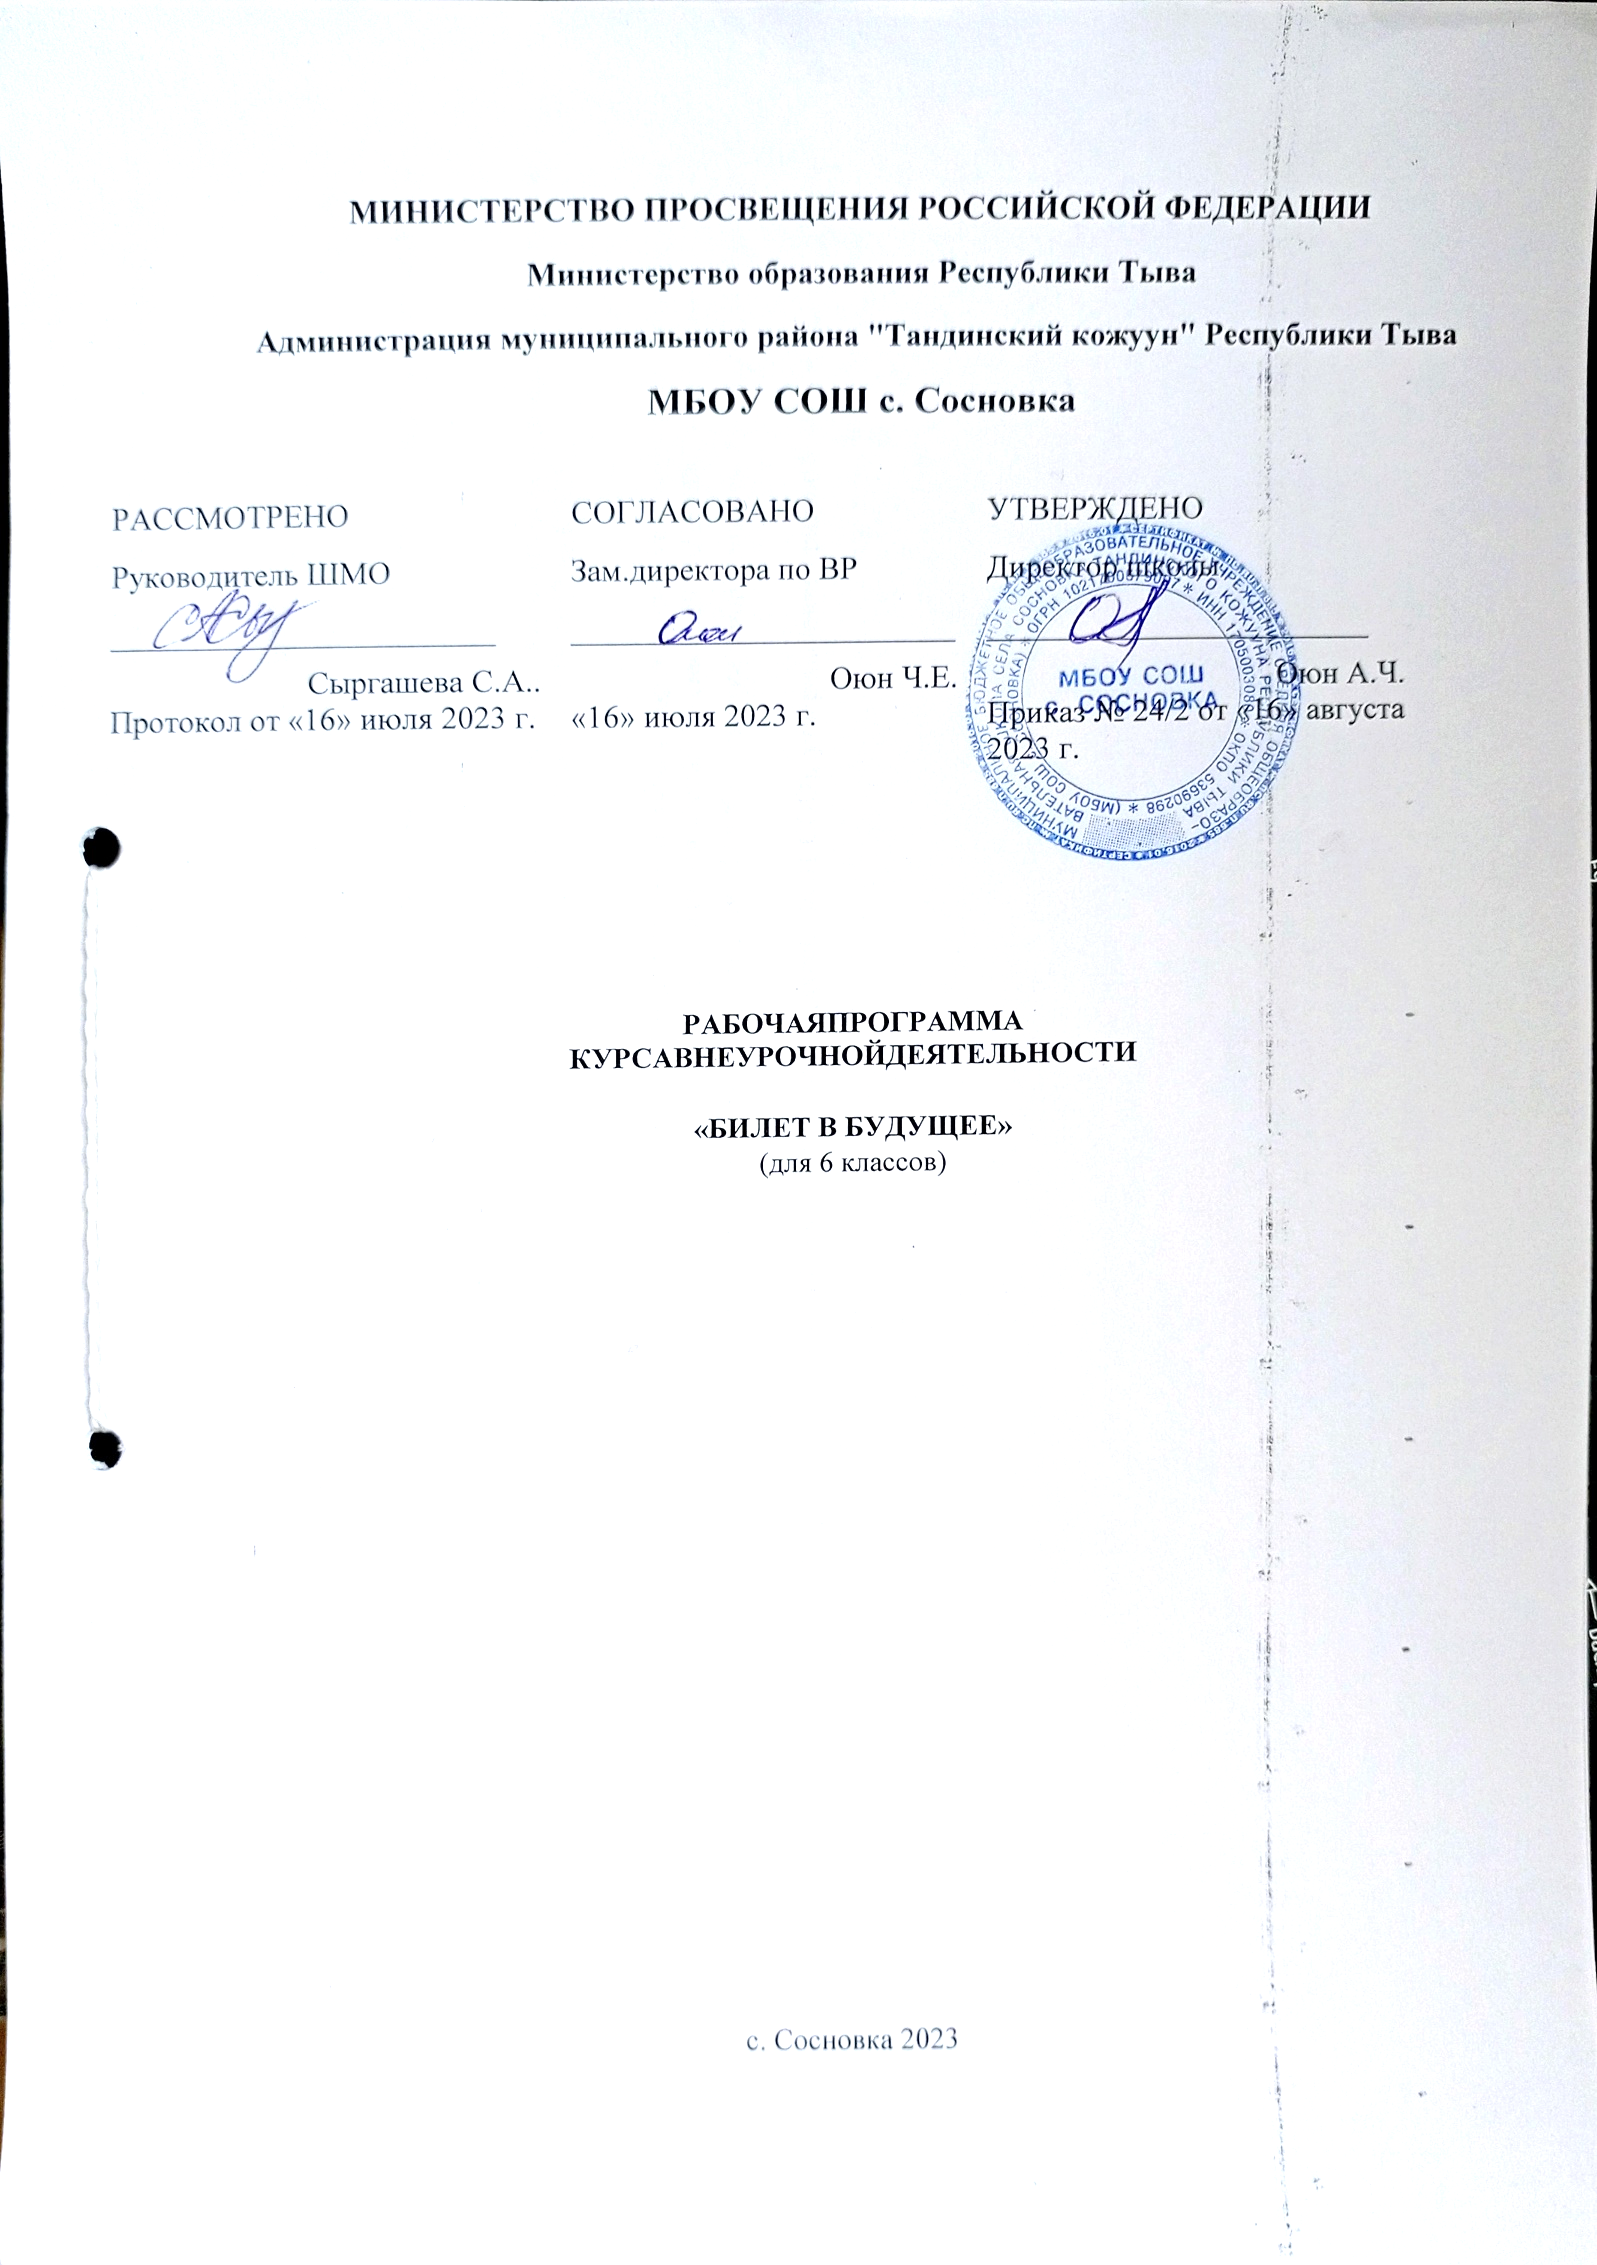 МИНИСТЕРСТВО ПРОСВЕЩЕНИЯ РОССИЙСКОЙ ФЕДЕРАЦИИ
Министерство образования Республики Тыва
Администрация муниципального района "Тандинский кожуун" Республики Тыва
МБОУ СОШ с. Сосновка
РАССМОТРЕНО
Руководитель ШМО
Сыргашева С.А..
Протокол от «16» июля 2023 г.
СОГЛАСОВАНО
Зам.директора по ВР
Оюн Ч.Е.
«16» июля 2023 г.
УТВЕРЖДЕНО
Директор школы
Оюн А.Ч.
Приказ № 24/2 от «16» августа
2023 г.
МБОУ СОШ
с. СОСНОВКА
РАБОЧАЯПРОГРАММА
КУРСАВНЕУРОЧНОЙДЕЯТЕЛЬНОСТИ
«БИЛЕТ В БУДУЩЕЕ»
(для 6 классов)
с. Сосновка 2023